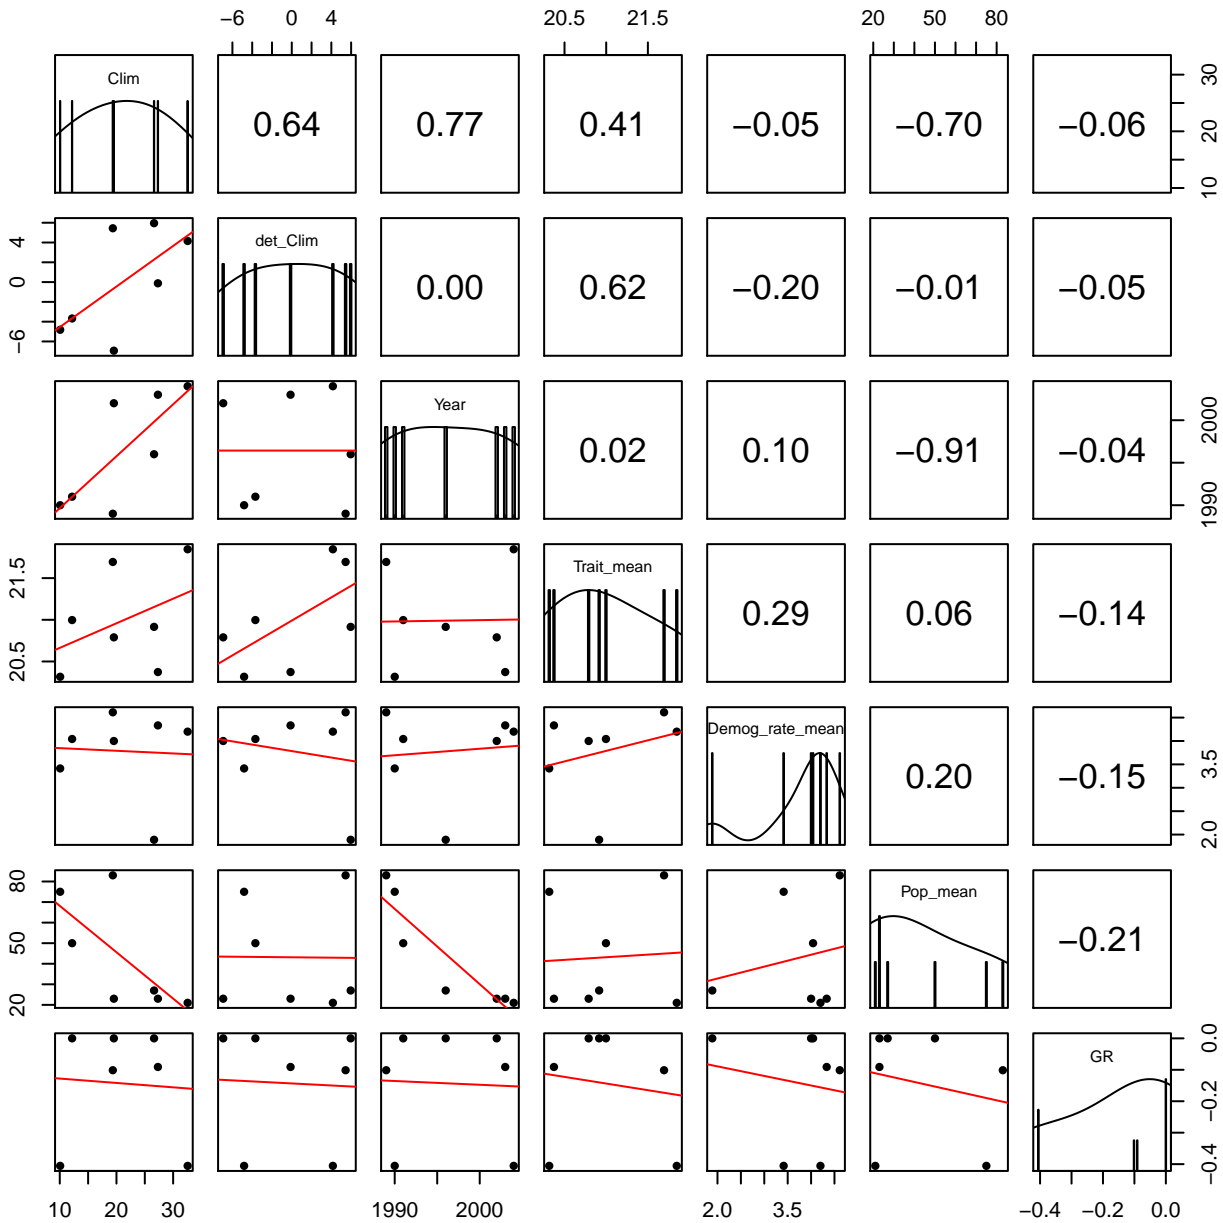 −6 0 4 20.5 21.5 20 50 80
Clim 0.64 0.77 0.41 −0.05 −0.70 −0.06
10 20 30
−6 0 4
det_Clim 0.00 0.62 −0.20 −0.01 −0.05
Year 0.02 0.10 −0.91 −0.04
1990 2000
20.5 21.5
Trait_mean 0.29 0.06 −0.14
Demog_rate_mean 0.20 −0.15
2.0 3.5
20 50 80
Pop_mean −0.21
GR
−0.4 −0.2 0.0
10 20 30 1990 2000 2.0 3.5 −0.4 −0.2 0.0